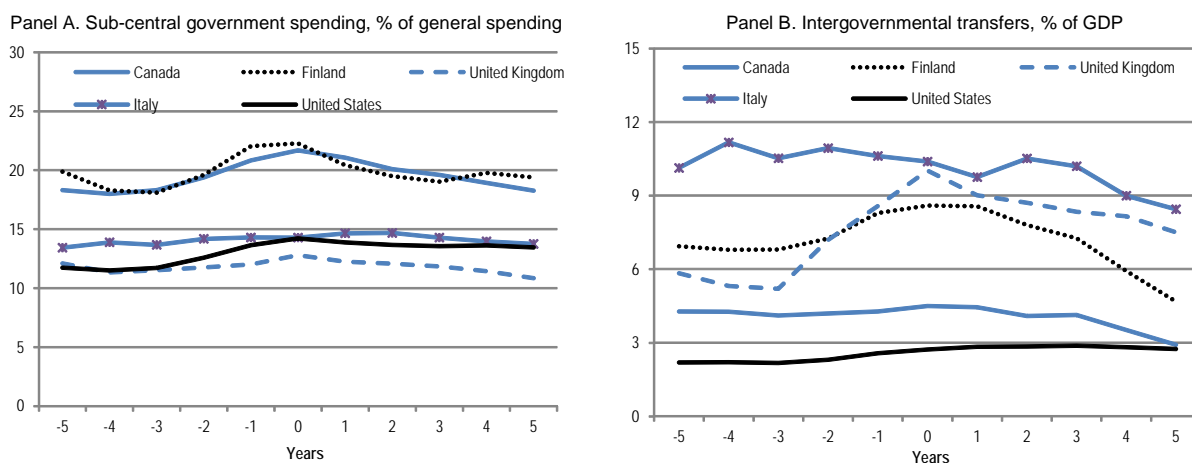 Panel A. Sub-central government spending, % of general spending
30
25
20
15
10
5
0
Canada
Finland
United Kingdom
Italy
United States
-5 -4 -3 -2 -1 0 1 2 3 4 5
Years
Panel B. Intergovernmental transfers, % of GDP
15
12
9
6
3
0
Canada
Finland
United Kingdom
Italy
United States
-5 -4 -3 -2 -1 0 1 2 3 4 5
Years